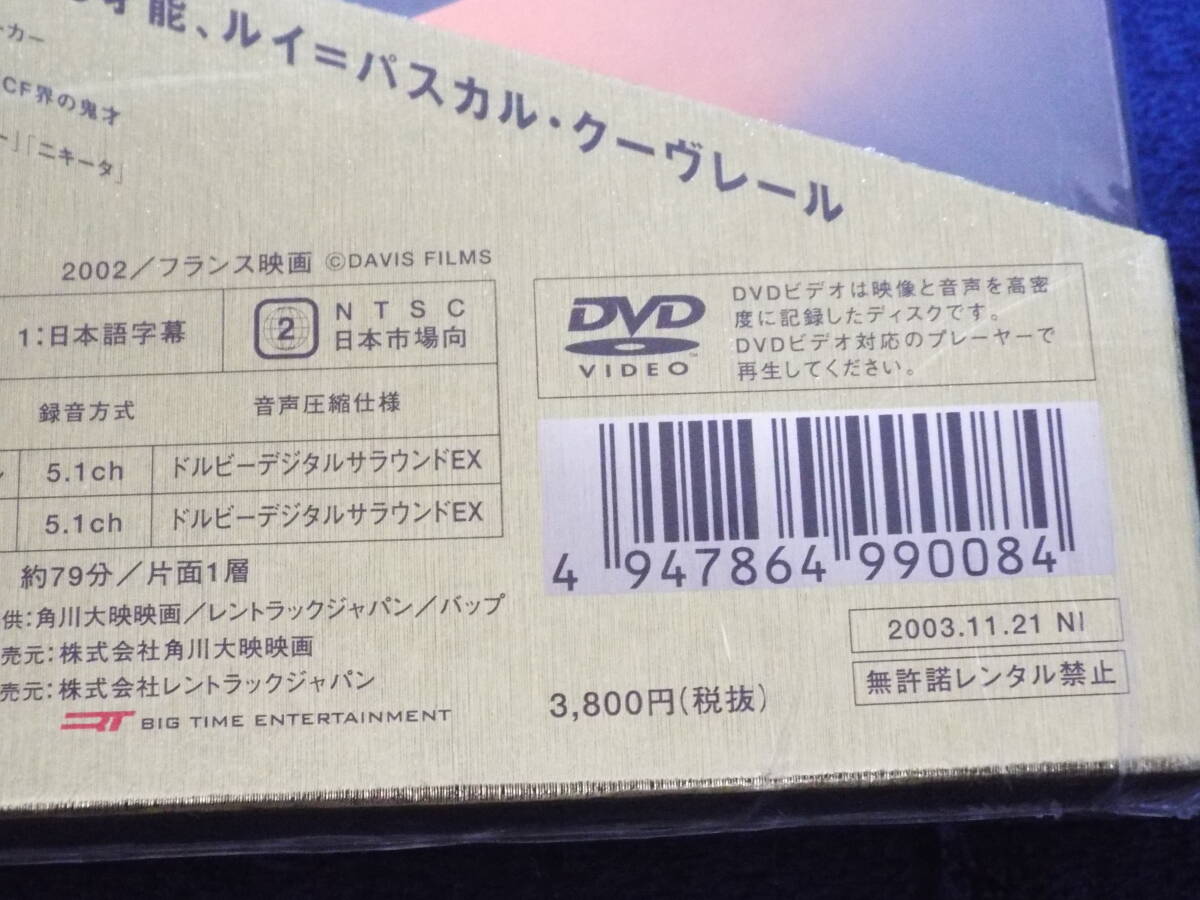 才能、ルイ=パスカル・クーヴレール
ーカー
CF界の鬼才
ー」「ニキータ」
2002/フランス映画 ©DAVIS FILMS
1:日本語字幕
2
NTSC
日本市場向
録音方式
音声圧縮仕様
5.1ch
ドルビーデジタルサラウンドEX
5.1ch
ドルビーデジタルサラウンドEX
約79分/片面1層
供:角川大映映画/レントラックジャパン/バップ
売元:株式会社角川大映映画
売元:株式会社レントラックジャパン
RT BIG TIME ENTERTAINMENT
DVD
VIDEO
TM
DVDビデオは映像と音声を高密
度に記録したディスクです。
DVDビデオ対応のプレーヤーで
再生してください。
4 947864 990084
2003.11.21 NI
無許諾レンタル禁止
3,800円(税抜)